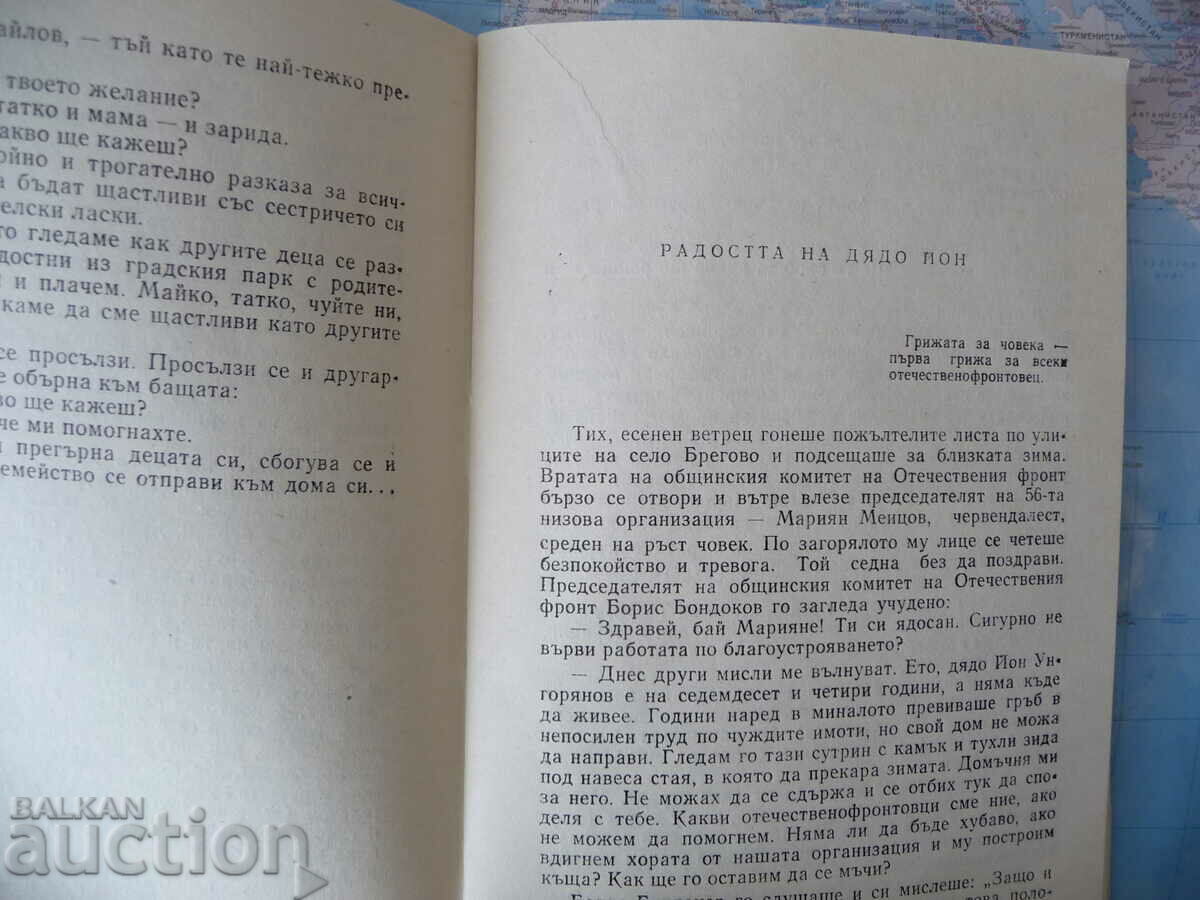 айлов, — тъй като те най-тежко пре-
твоето желание?
татко и мама — и зарида.
акво ще кажеш?
ойно и трогателно разказа за всич-
а бъдат щастливи със сестричето си
елски ласки.
то гледаме как другите деца се раз-
достни из градския парк с родите-
и и плачем. Майко, татко, чуйте ни,
каме да сме щастливи като другите
се просълзи. Просълзи се и другар-
е обърна към бащата:
во ще кажеш?
че ми помогнахте.
и прегърна децата си, сбогува се и
емейство се отправи към дома си...
РАДОСТТА НА ДЯДО ЙОН
Грижата за човека —
първа грижа за всеки
отечественофронтовец.
Тих, есенен ветрец гонеше пожълтелите листа по ули-
ците на село Брегово и подсещаше за близката зима.
Вратата на общинския комитет на Отечествения фронт
бързо се отвори и вътре влезе председателят на 56-та
низова организация — Мариян Менцов, червендалест,
среден на ръст човек. По загорялото му лице се четеше
безпокойство и тревога. Той седна без да поздрави.
Председателят на общинския комитет на Отечествения
фронт Борис Бондоков го загледа учудено:
— Здравей, бай Марияне! Ти си ядосан. Сигурно не
върви работата по благоустрояването?
— Днес други мисли ме вълнуват. Ето, дядо Йон Ун-
горянов е на седемдесет и четири години, а няма къде
да живее. Години наред в миналото превиваше гръб в
непосилен труд по чуждите имоти, но свой дом не можа
да направи. Гледам го тази сутрин с камък и тухли зида
под навеса стая, в която да прекара зимата. Домъчня ми
за него. Не можах да се сдържа и се отбих тук да спо-
деля с тебе. Какви отечественофронтовци сме ние, ако
не можем да помогнем. Няма ли да бъде хубаво, ако
вдигнем хората от нашата организация и му построим
къща? Как ще го оставим да се мъчи?
го слушаше и си мислеше: „Защо и
това поло-
ТУРКМЕНИСТАН
BALKAN
auction